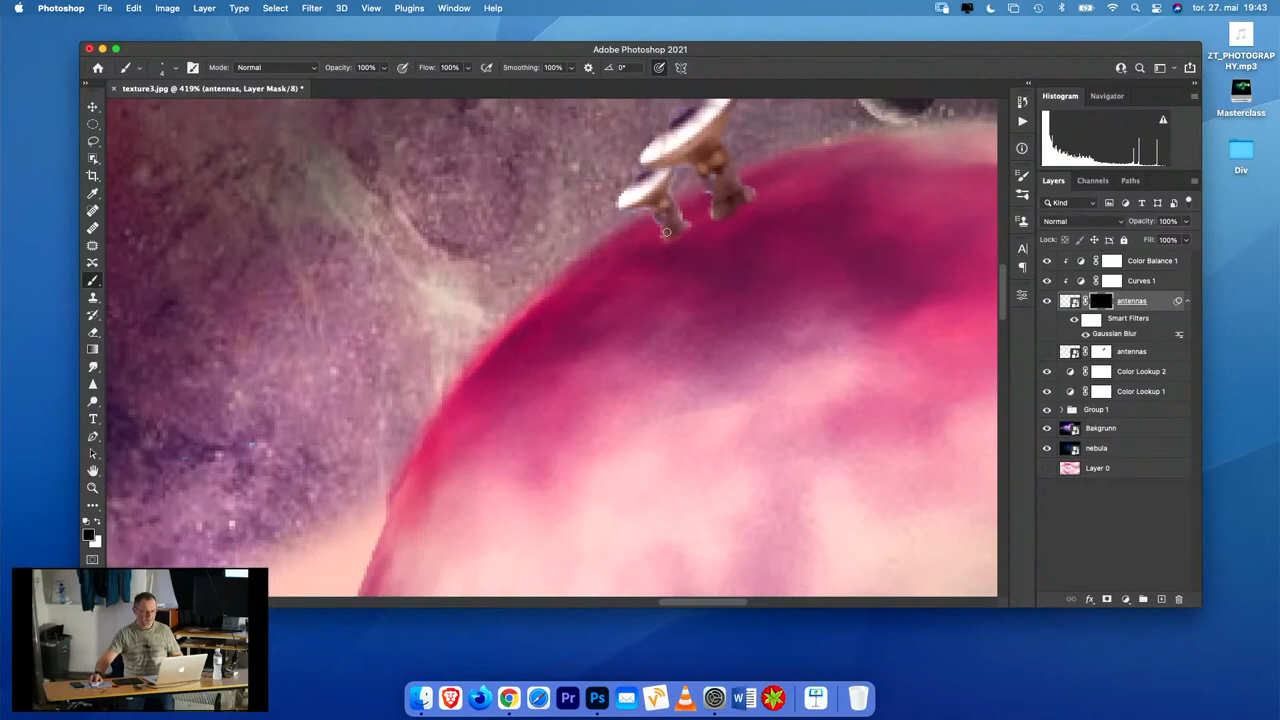 Photoshop File Edit Image Layer Type Select Filter 3D View Plugins Window Help
tor. 27. mai 19:43
Adobe Photoshop 2021
4 Mode: Normal Opacity: 100% Flow: 100% Smoothing: 100% 0°
texture3.jpg @ 419% (antennas, Layer Mask/8) *
Histogram Navigator
Layers Channels Paths
Kind
Normal Opacity: 100%
Lock: Fill: 100%
Color Balance 1
Curves 1
antennas
Smart Filters
Gaussian Blur
antennas
Color Lookup 2
Color Lookup 1
Group 1
Bakgrunn
nebula
Layer 0
fx
ZT_PHOTOGRAP
HY.mp3
Masterclass
Div
Pr
Ps
W